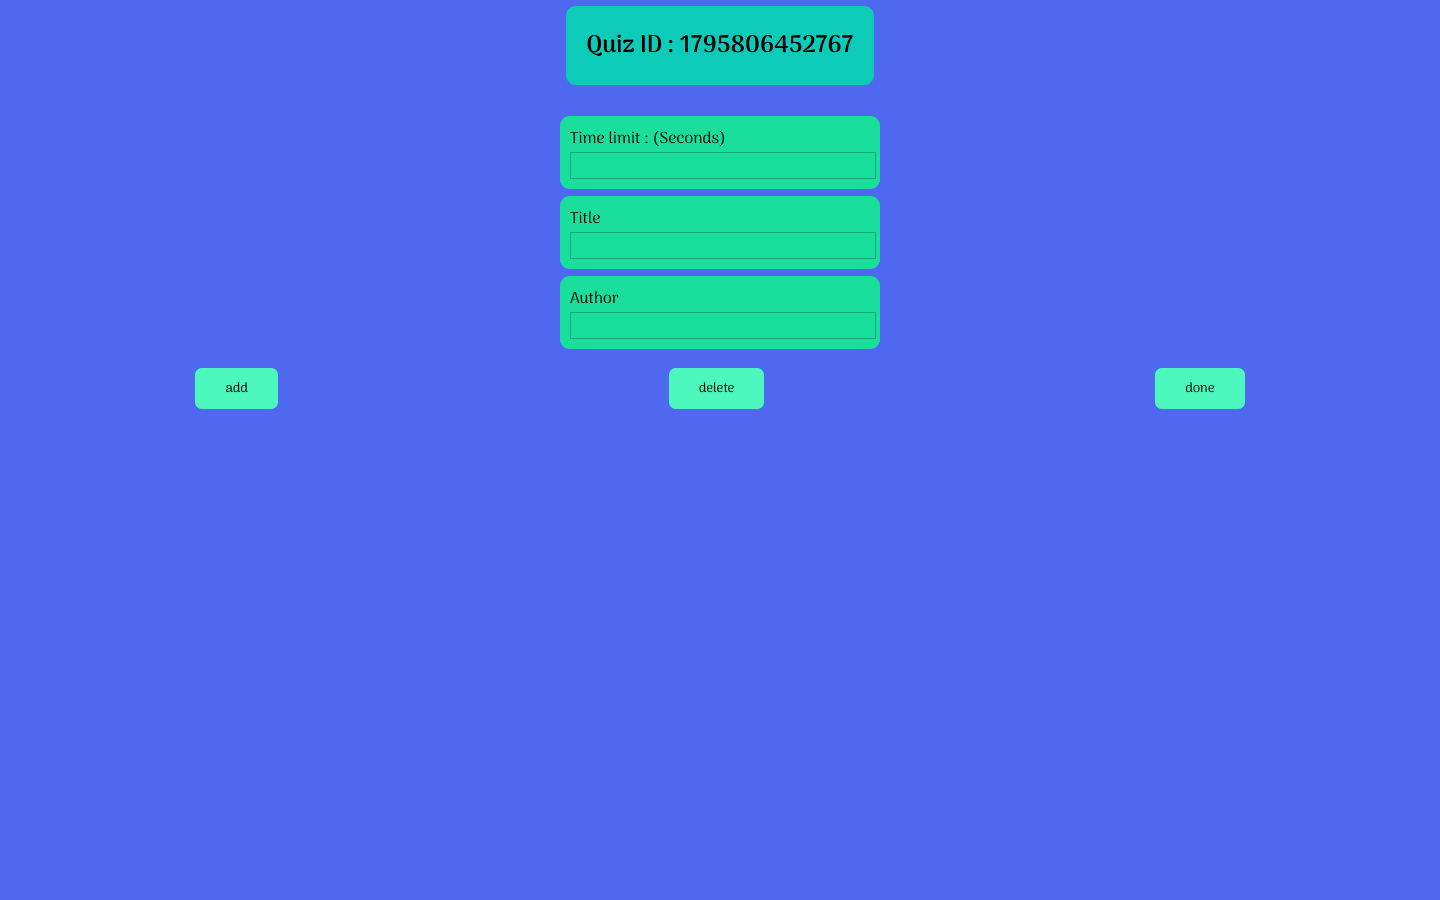 Quiz ID : 1795806452767
Time limit : (Seconds)
Title
Author
add
delete
done